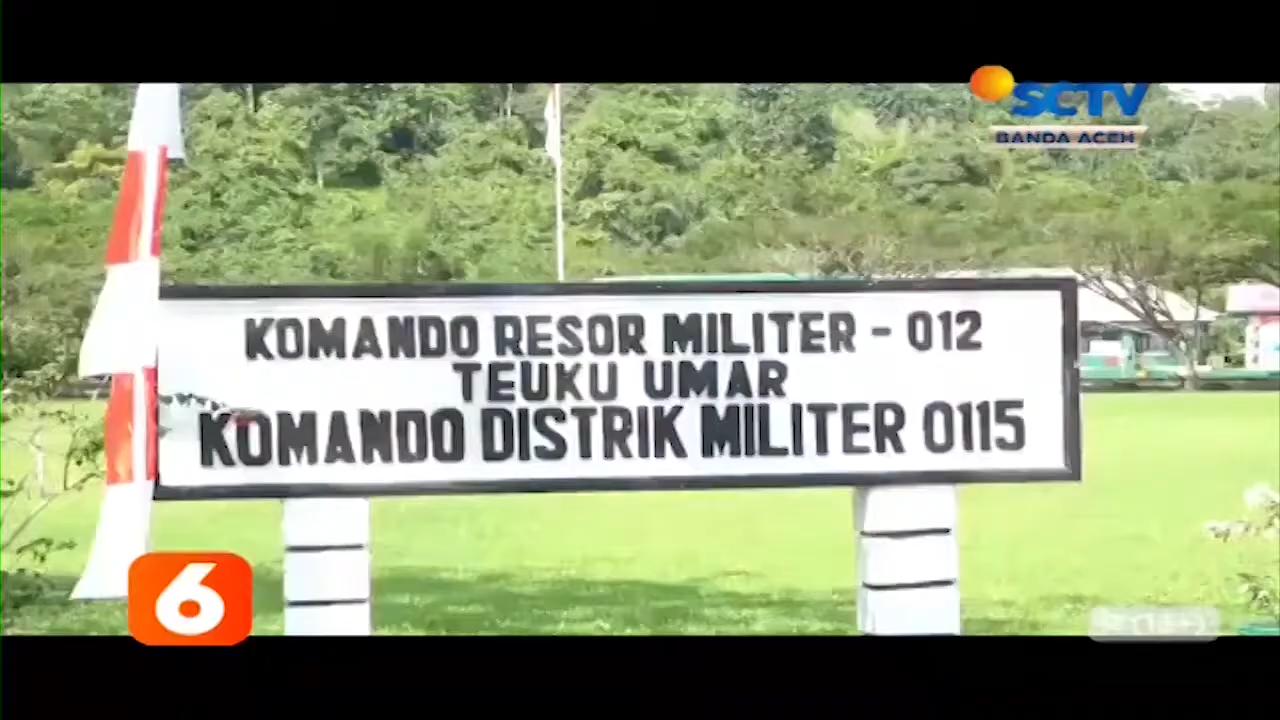 SCTV
BANDA ACEH
KOMANDO RESOR MILITER - 012
TEUKU UMAR
KOMANDO DISTRIK MILITER 0115
6